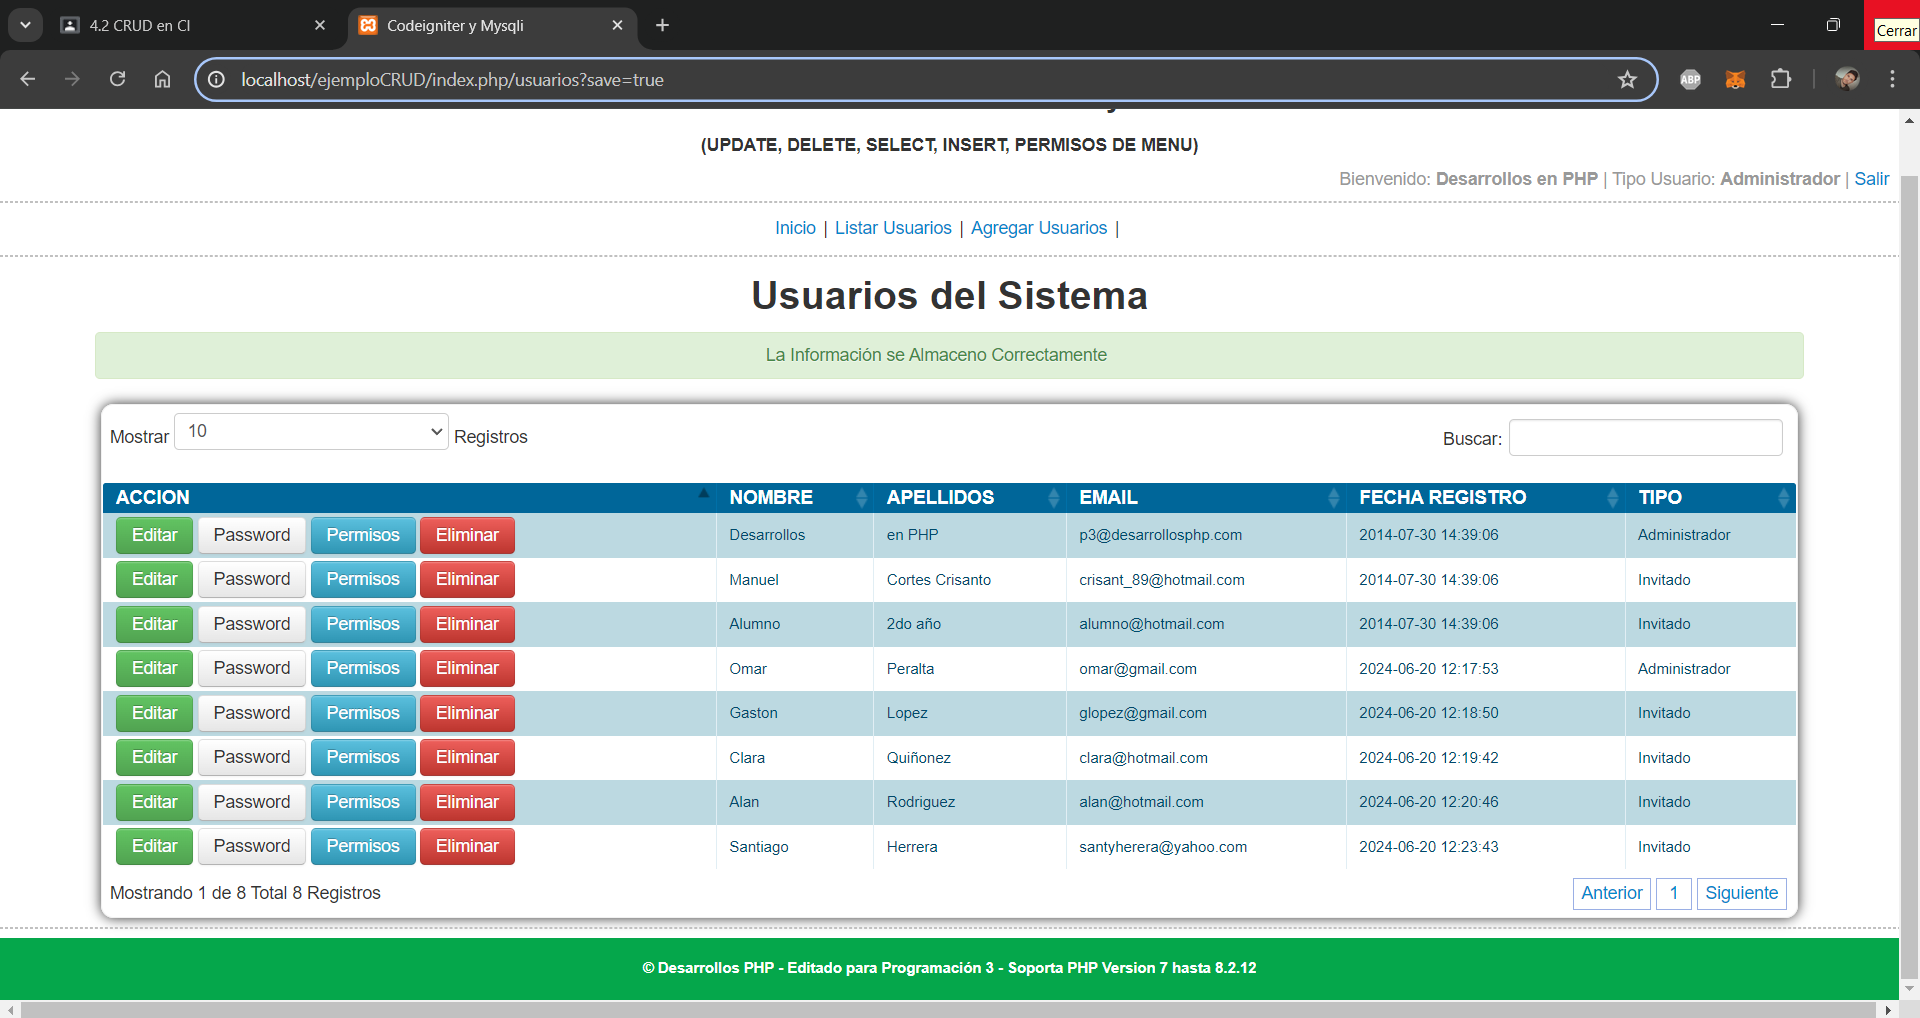 4.2 CRUD en CI
Codeigniter y Mysqli
Cerrar
localhost/ejemploCRUD/index.php/usuarios?save=true
ABP
(UPDATE, DELETE, SELECT, INSERT, PERMISOS DE MENU)
Bienvenido: Desarrollos en PHP | Tipo Usuario: Administrador | Salir
Inicio | Listar Usuarios | Agregar Usuarios |
Usuarios del Sistema
La Información se Almaceno Correctamente
Mostrar 10 Registros Buscar:
ACCION NOMBRE APELLIDOS EMAIL FECHA REGISTRO TIPO
Editar Password Permisos Eliminar Desarrollos en PHP p3@desarrollosphp.com 2014-07-30 14:39:06 Administrador
Editar Password Permisos Eliminar Manuel Cortes Crisanto crisant_89@hotmail.com 2014-07-30 14:39:06 Invitado
Editar Password Permisos Eliminar Alumno 2do año alumno@hotmail.com 2014-07-30 14:39:06 Invitado
Editar Password Permisos Eliminar Omar Peralta omar@gmail.com 2024-06-20 12:17:53 Administrador
Editar Password Permisos Eliminar Gaston Lopez glopez@gmail.com 2024-06-20 12:18:50 Invitado
Editar Password Permisos Eliminar Clara Quiñonez clara@hotmail.com 2024-06-20 12:19:42 Invitado
Editar Password Permisos Eliminar Alan Rodriguez alan@hotmail.com 2024-06-20 12:20:46 Invitado
Editar Password Permisos Eliminar Santiago Herrera santyherera@yahoo.com 2024-06-20 12:23:43 Invitado
Mostrando 1 de 8 Total 8 Registros Anterior 1 Siguiente
© Desarrollos PHP - Editado para Programación 3 - Soporta PHP Version 7 hasta 8.2.12